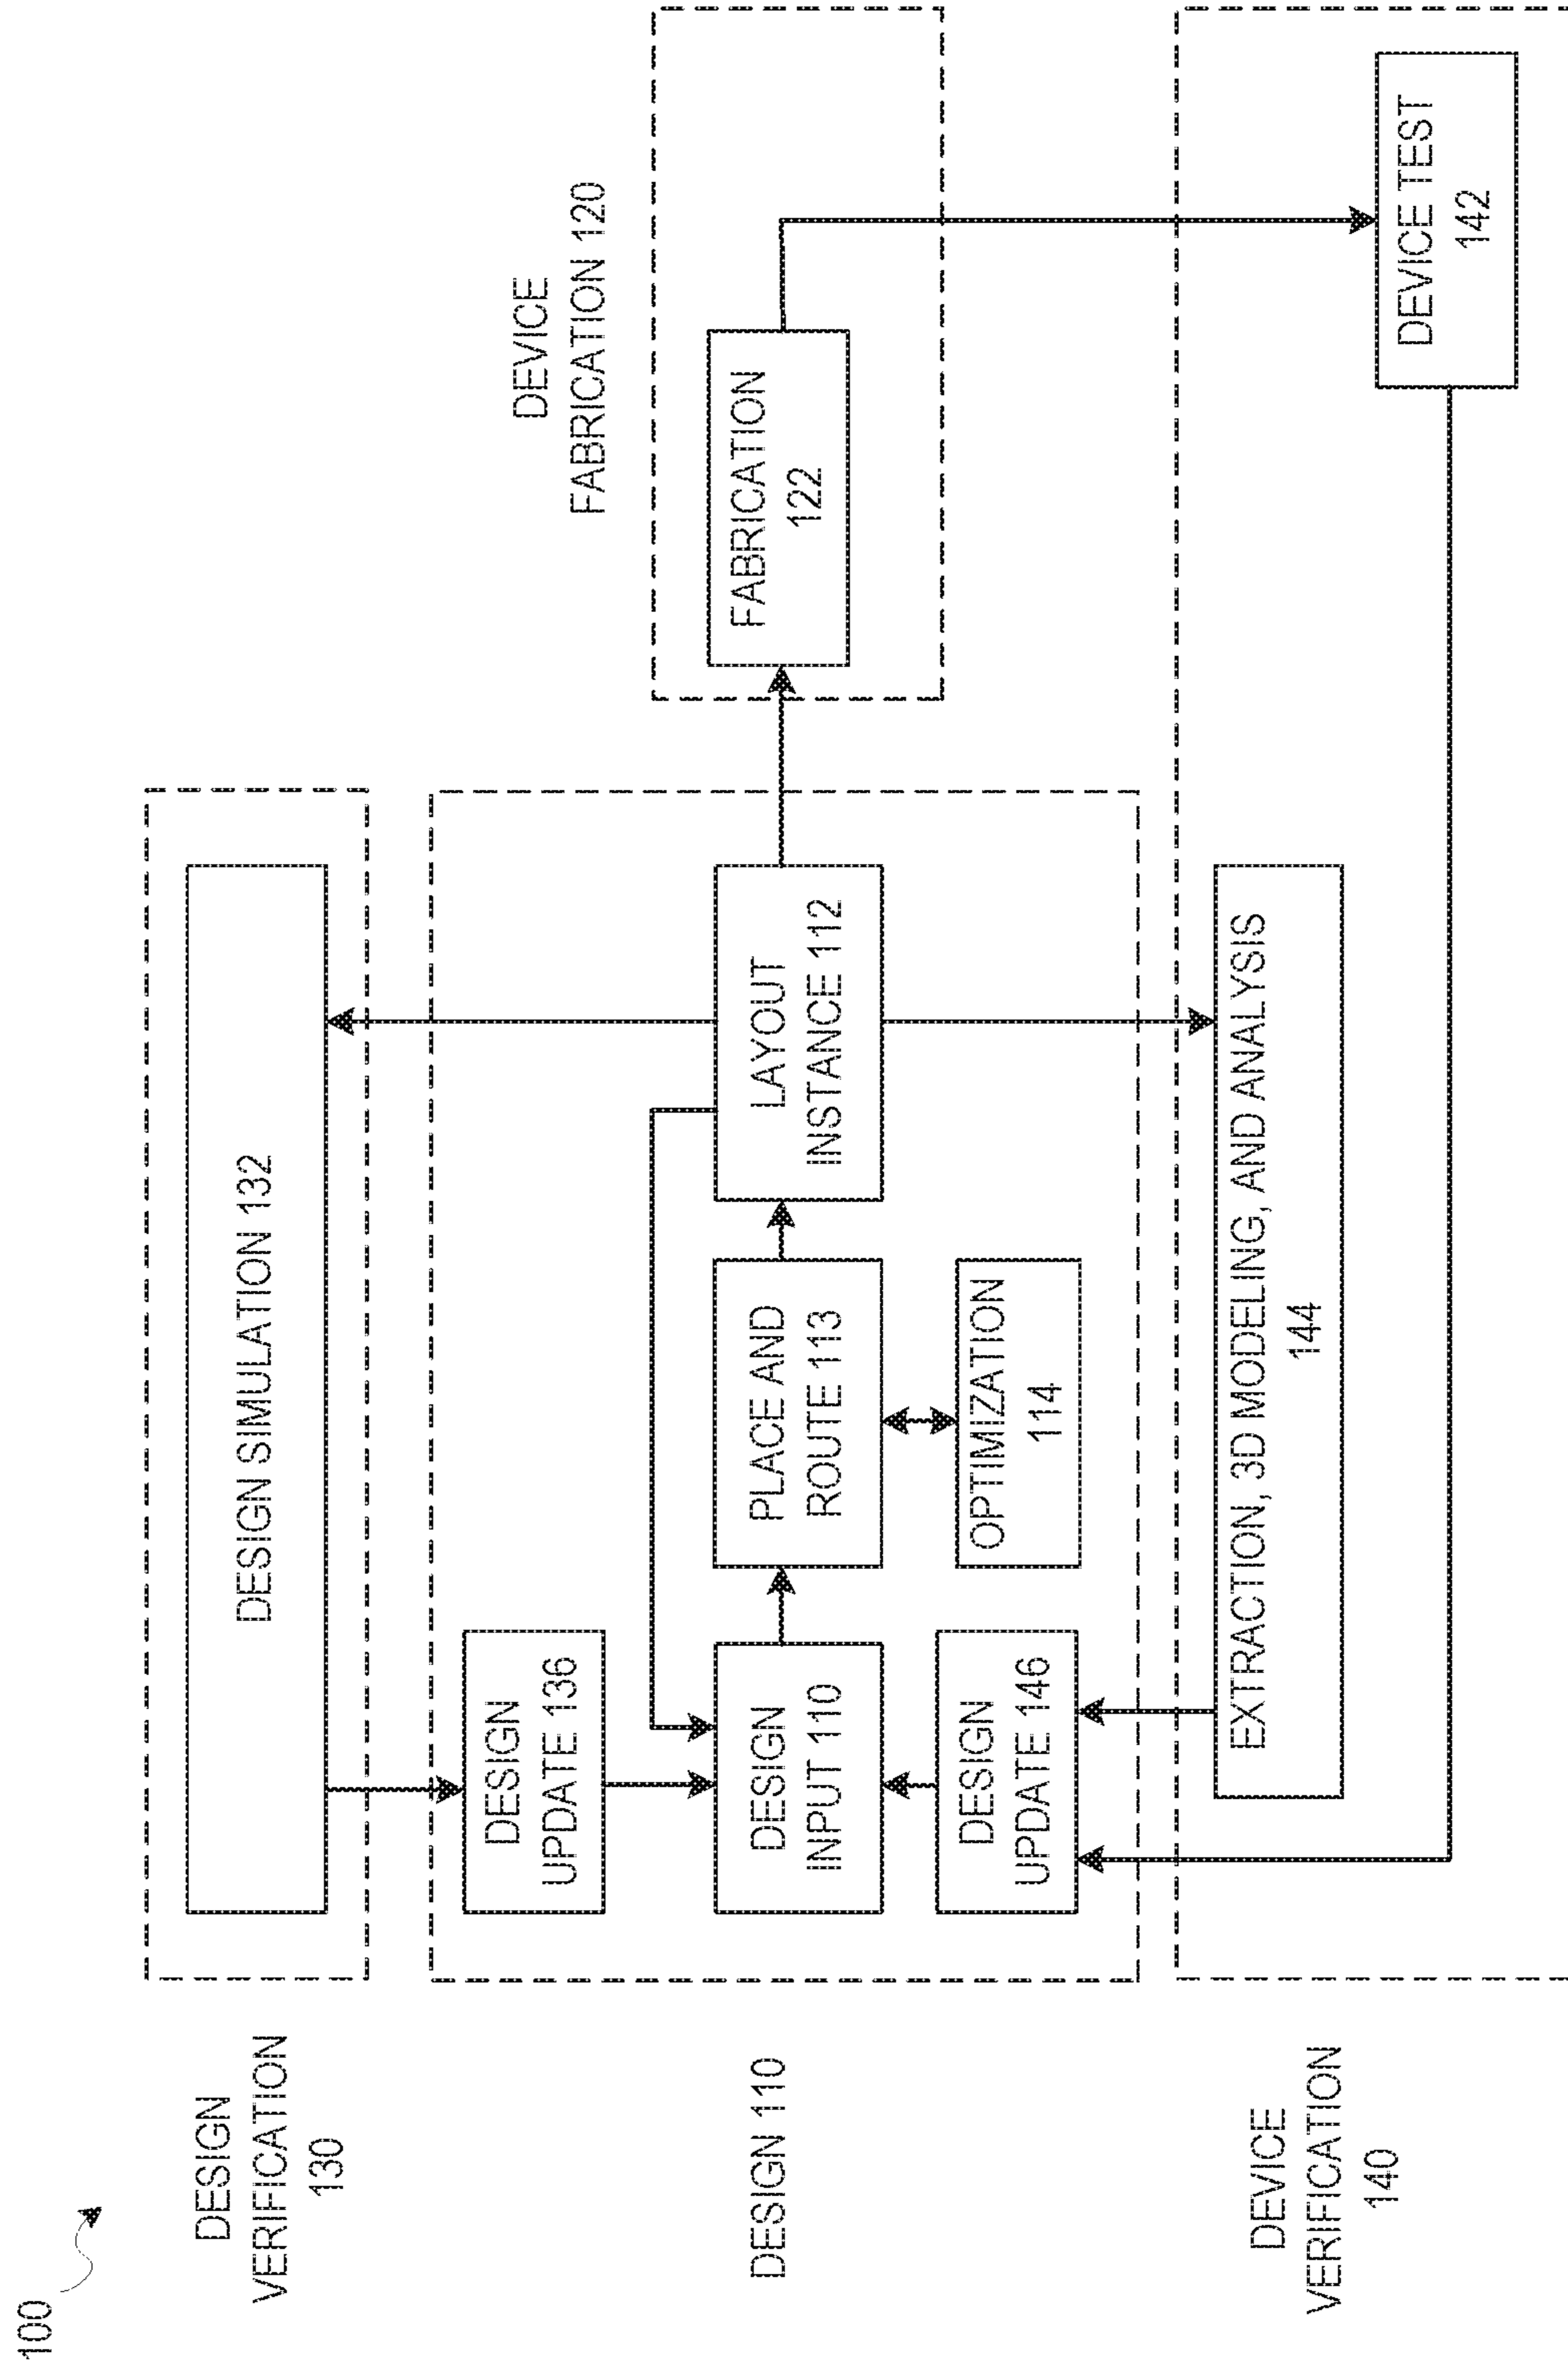 100
DESIGN
VERIFICATION
130
DESIGN SIMULATION 132
DESIGN 110
DESIGN
UPDATE 136
DESIGN
INPUT 110
DESIGN
UPDATE 146
PLACE AND
ROUTE 113
OPTIMIZATION
114
LAYOUT
INSTANCE 112
DEVICE
FABRICATION 120
FABRICATION
122
DEVICE
VERIFICATION
140
EXTRACTION, 3D MODELING, AND ANALYSIS
144
DEVICE TEST
142